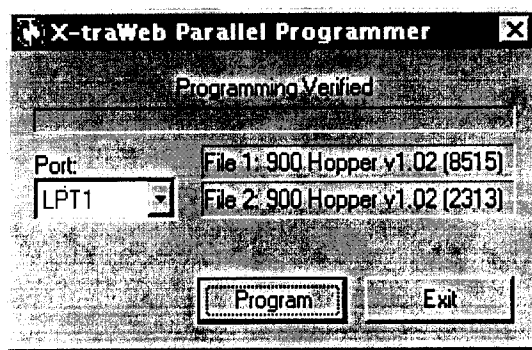 X-traWeb Parallel Programmer
Programming Verified
Port:
LPT1
File 1: 900 Hopper v1.02 (8515)
File 2: 900 Hopper v1.02 (2313)
Program
Exit